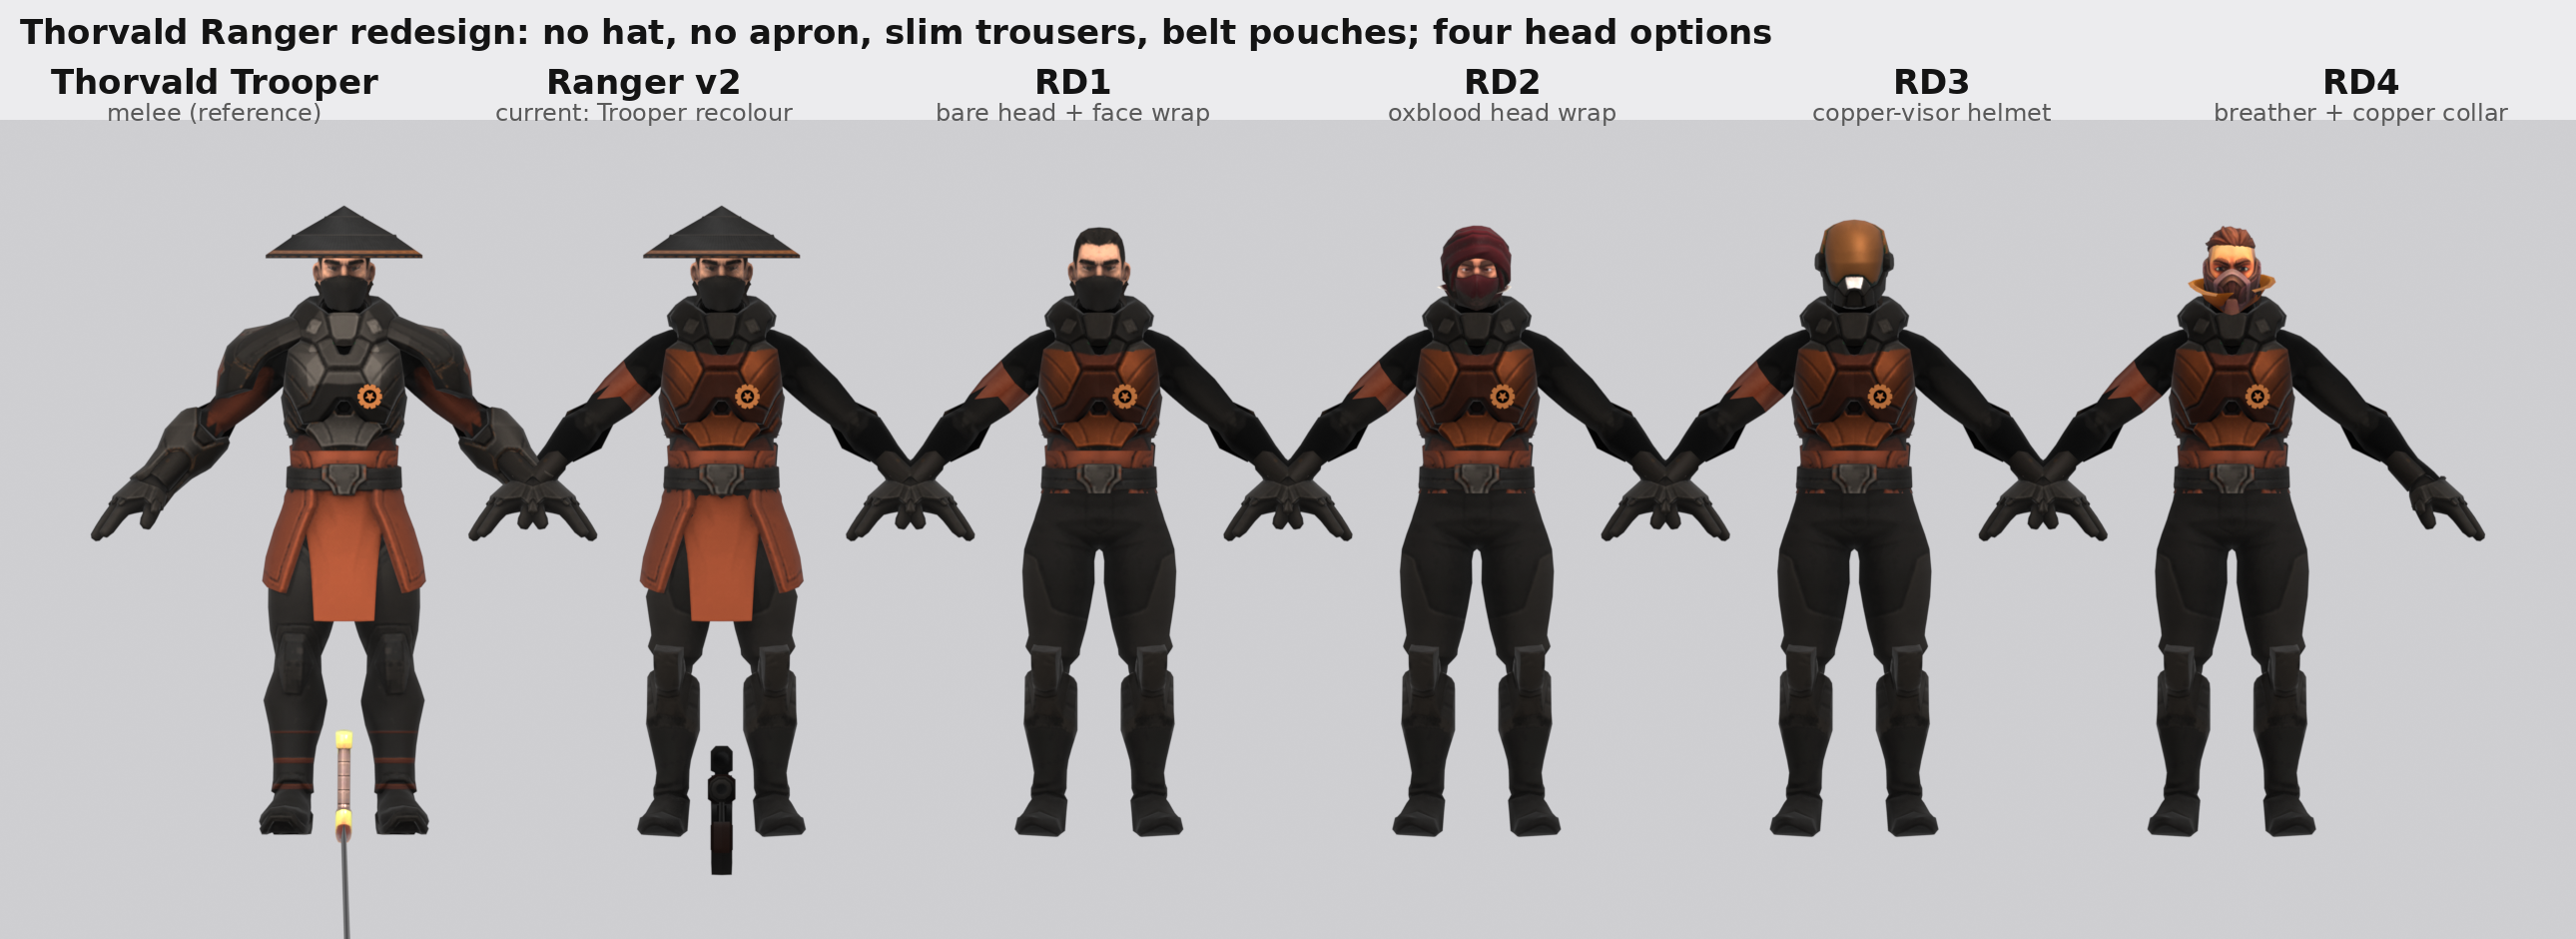 Thorvald Ranger redesign: no hat, no apron, slim trousers, belt pouches; four head options
Thorvald Trooper
melee (reference)
Ranger v2
current: Trooper recolour
RD1
bare head + face wrap
RD2
oxblood head wrap
RD3
copper-visor helmet
RD4
breather + copper collar